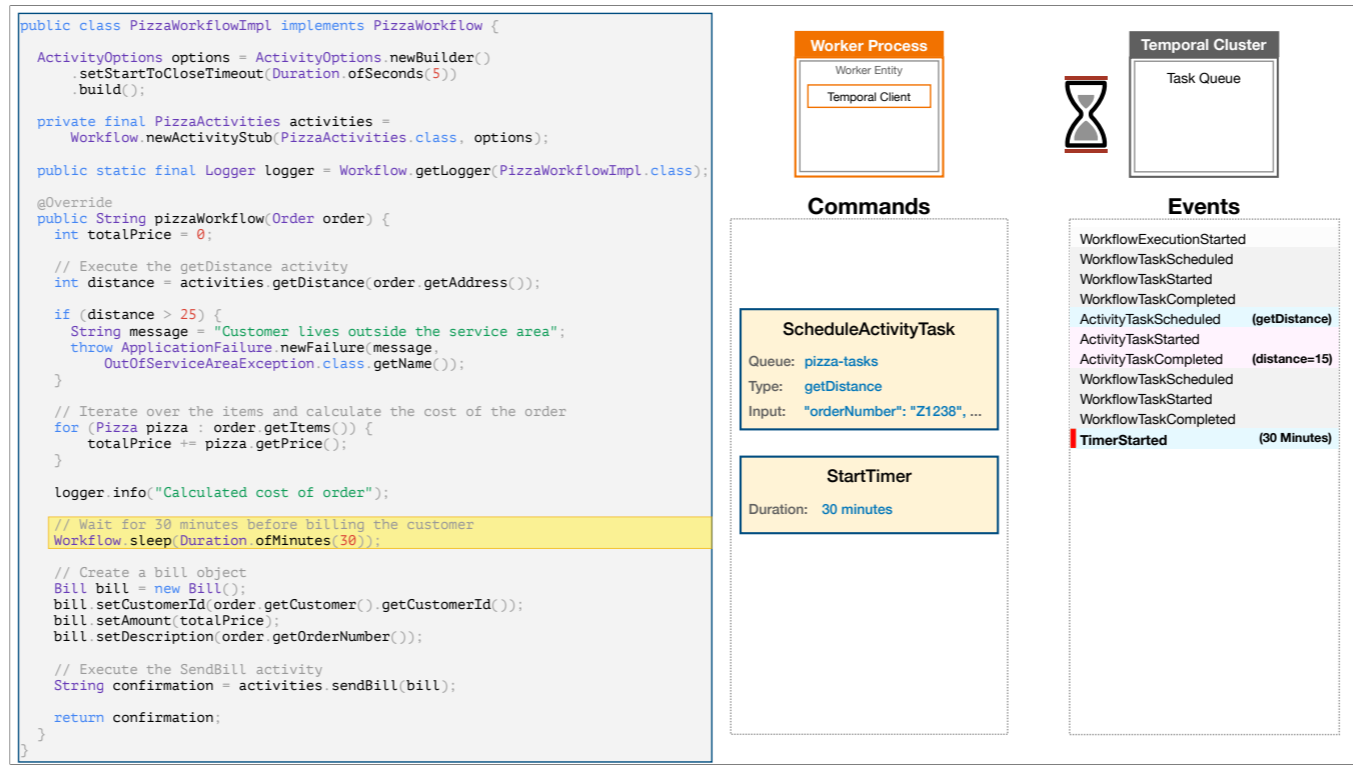 public class PizzaWorkflowImpl implements PizzaWorkflow {
ActivityOptions options = ActivityOptions.newBuilder()
.setStartToCloseTimeout(Duration.ofSeconds(5))
.build();
private final PizzaActivities activities =
Workflow.newActivityStub(PizzaActivities.class, options);
public static final Logger logger = Workflow.getLogger(PizzaWorkflowImpl.class);
@Override
public String pizzaWorkflow(Order order) {
int totalPrice = 0;
// Execute the getDistance activity
int distance = activities.getDistance(order.getAddress());
if (distance > 25) {
String message = "Customer lives outside the service area";
throw ApplicationFailure.newFailure(message,
OutOfServiceAreaException.class.getName());
}
// Iterate over the items and calculate the cost of the order
for (Pizza pizza : order.getItems()) {
totalPrice += pizza.getPrice();
}
logger.info("Calculated cost of order");
// Wait for 30 minutes before billing the customer
Workflow.sleep(Duration.ofMinutes(30));
// Create a bill object
Bill bill = new Bill();
bill.setCustomerId(order.getCustomer().getCustomerId());
bill.setAmount(totalPrice);
bill.setDescription(order.getOrderNumber());
// Execute the SendBill activity
String confirmation = activities.sendBill(bill);
return confirmation;
}
}
Worker Process
Worker Entity
Temporal Client
Temporal Cluster
Task Queue
Commands
ScheduleActivityTask
Queue: pizza-tasks
Type: getDistance
Input: "orderNumber": "Z1238", ...
StartTimer
Duration: 30 minutes
Events
WorkflowExecutionStarted
WorkflowTaskScheduled
WorkflowTaskStarted
WorkflowTaskCompleted
ActivityTaskScheduled (getDistance)
ActivityTaskStarted
ActivityTaskCompleted (distance=15)
WorkflowTaskScheduled
WorkflowTaskStarted
WorkflowTaskCompleted
TimerStarted (30 Minutes)